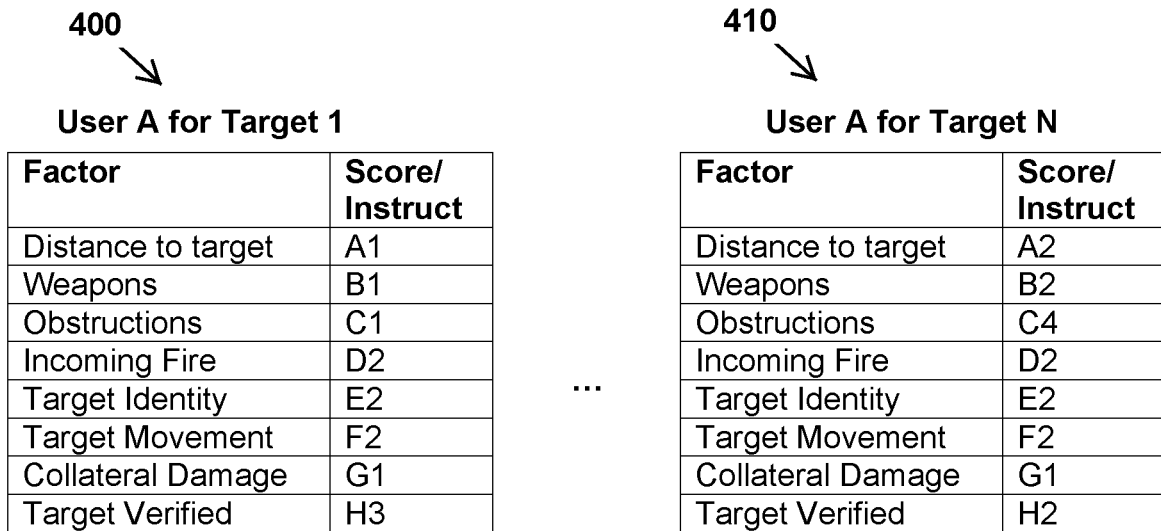 400
User A for Target 1
Factor Score/
Instruct
Distance to target A1
Weapons B1
Obstructions C1
Incoming Fire D2
Target Identity E2
Target Movement F2
Collateral Damage G1
Target Verified H3
...
410
User A for Target N
Factor Score/
Instruct
Distance to target A2
Weapons B2
Obstructions C4
Incoming Fire D2
Target Identity E2
Target Movement F2
Collateral Damage G1
Target Verified H2